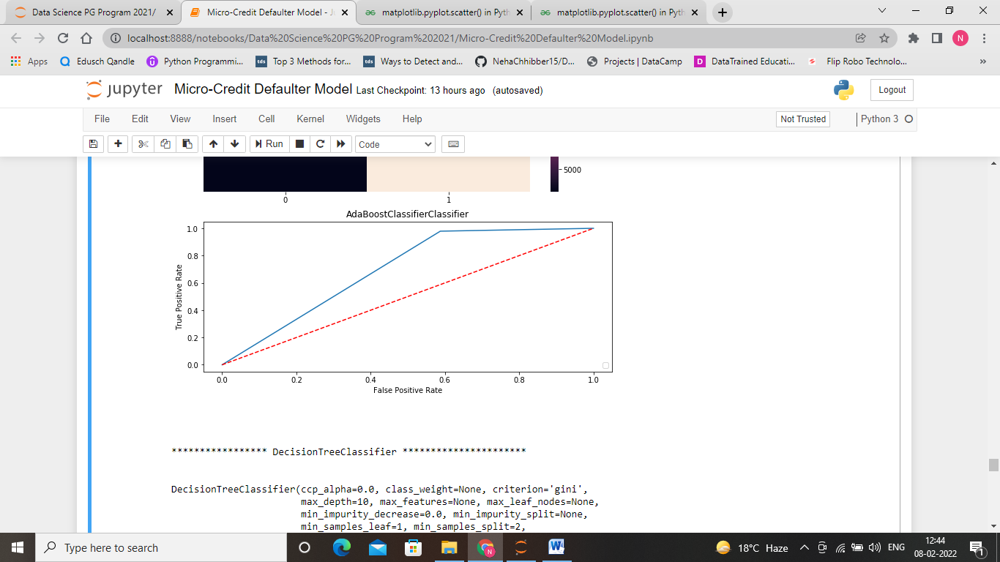 Data Science PG Program 2021/
Micro-Credit Defaulter Model - J
matplotlib.pyplot.scatter() in Pyth
matplotlib.pyplot.scatter() in Pyth
localhost:8888/notebooks/Data%20Science%20PG%20Program%202021/Micro-Credit%20Defaulter%20Model.ipynb
N
Apps
Edusch Qandle
Python Programmi...
tds Top 3 Methods for...
tds Ways to Detect and...
NehaChhibber15/D...
Projects | DataCamp
D DataTrained Educati...
Flip Robo Technolo...
»
jupyter Micro-Credit Defaulter Model Last Checkpoint: 13 hours ago (autosaved)
Logout
File Edit View Insert Cell Kernel Widgets Help
Not Trusted
Python 3
Run
Code
5000
0 1
AdaBoostClassifierClassifier
1.0
0.8
0.6
0.4
0.2
0.0
True Positive Rate
0.0 0.2 0.4 0.6 0.8 1.0
False Positive Rate
***************** DecisionTreeClassifier **********************
DecisionTreeClassifier(ccp_alpha=0.0, class_weight=None, criterion='gini',
max_depth=10, max_features=None, max_leaf_nodes=None,
min_impurity_decrease=0.0, min_impurity_split=None,
min_samples_leaf=1, min_samples_split=2,
Type here to search
N
W
18°C Haze
ENG
12:44
08-02-2022
1